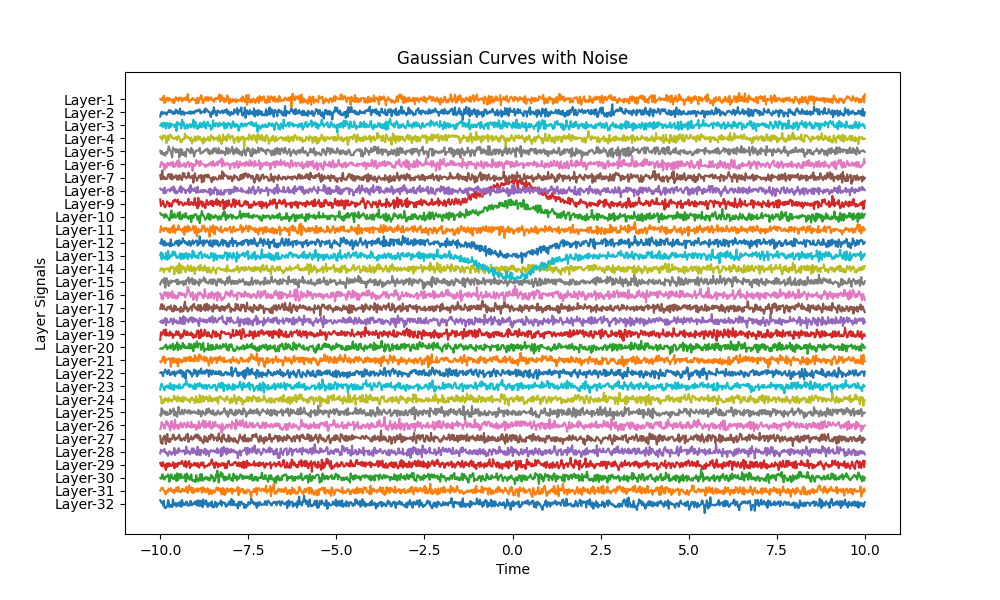 Gaussian Curves with Noise
Layer Signals
Layer-1
Layer-2
Layer-3
Layer-4
Layer-5
Layer-6
Layer-7
Layer-8
Layer-9
Layer-10
Layer-11
Layer-12
Layer-13
Layer-14
Layer-15
Layer-16
Layer-17
Layer-18
Layer-19
Layer-20
Layer-21
Layer-22
Layer-23
Layer-24
Layer-25
Layer-26
Layer-27
Layer-28
Layer-29
Layer-30
Layer-31
Layer-32
−10.0 −7.5 −5.0 −2.5 0.0 2.5 5.0 7.5 10.0
Time